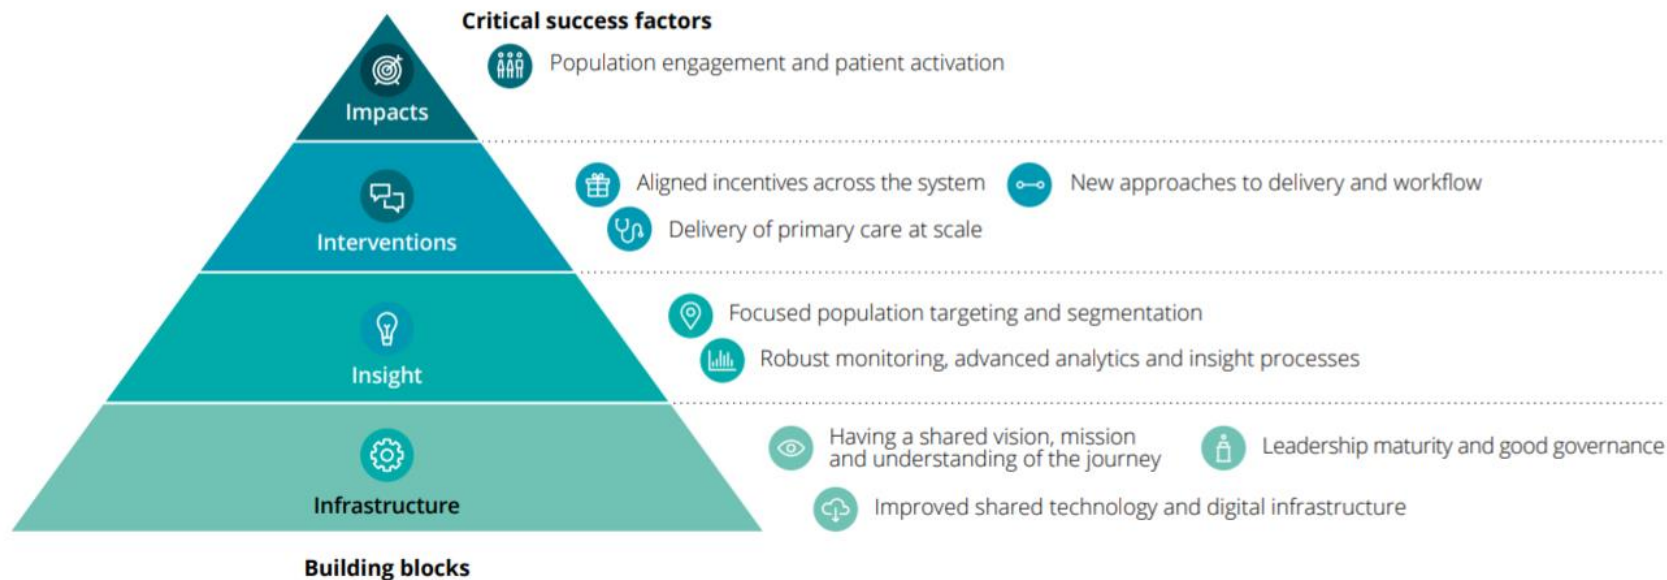 Critical success factors
Population engagement and patient activation
Impacts
Aligned incentives across the system
New approaches to delivery and workflow
Delivery of primary care at scale
Interventions
Focused population targeting and segmentation
Robust monitoring, advanced analytics and insight processes
Insight
Having a shared vision, mission
and understanding of the journey
Leadership maturity and good governance
Improved shared technology and digital infrastructure
Infrastructure
Building blocks